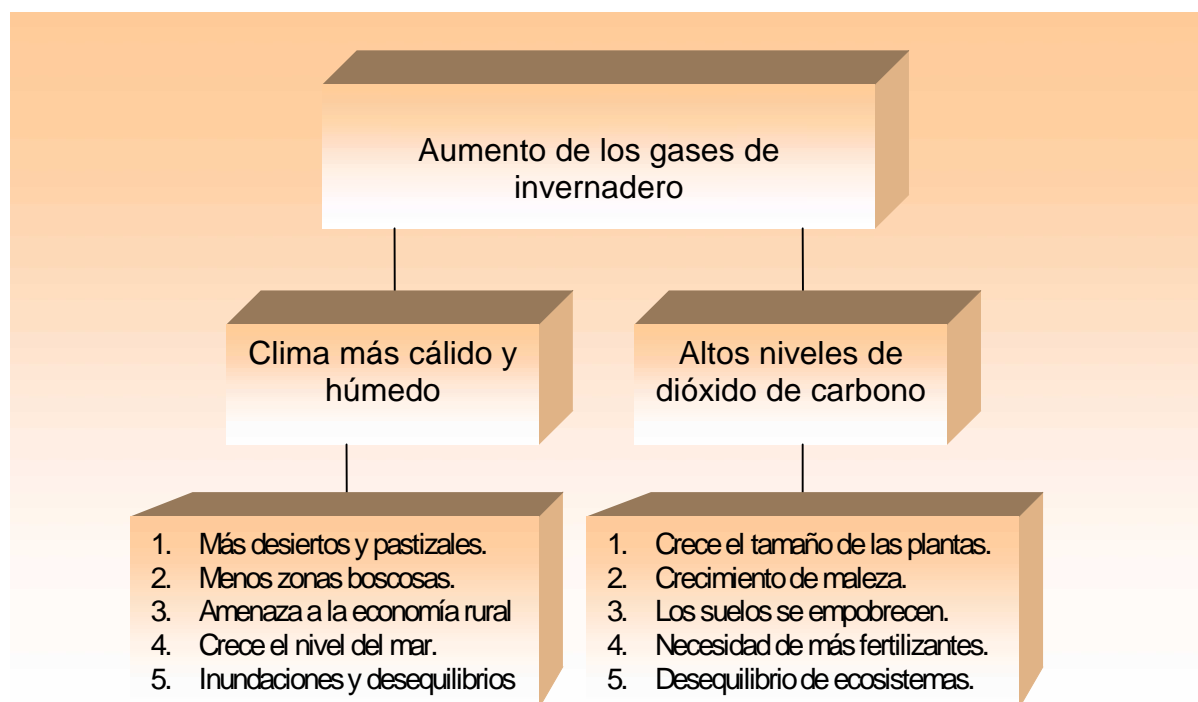 Aumento de los gases de
invernadero
Clima más cálido y
húmedo
Altos niveles de
dióxido de carbono
1. Más desiertos y pastizales.
2. Menos zonas boscosas.
3. Amenaza a la economía rural
4. Crece el nivel del mar.
5. Inundaciones y desequilibrios
1. Crece el tamaño de las plantas.
2. Crecimiento de maleza.
3. Los suelos se empobrecen.
4. Necesidad de más fertilizantes.
5. Desequilibrio de ecosistemas.